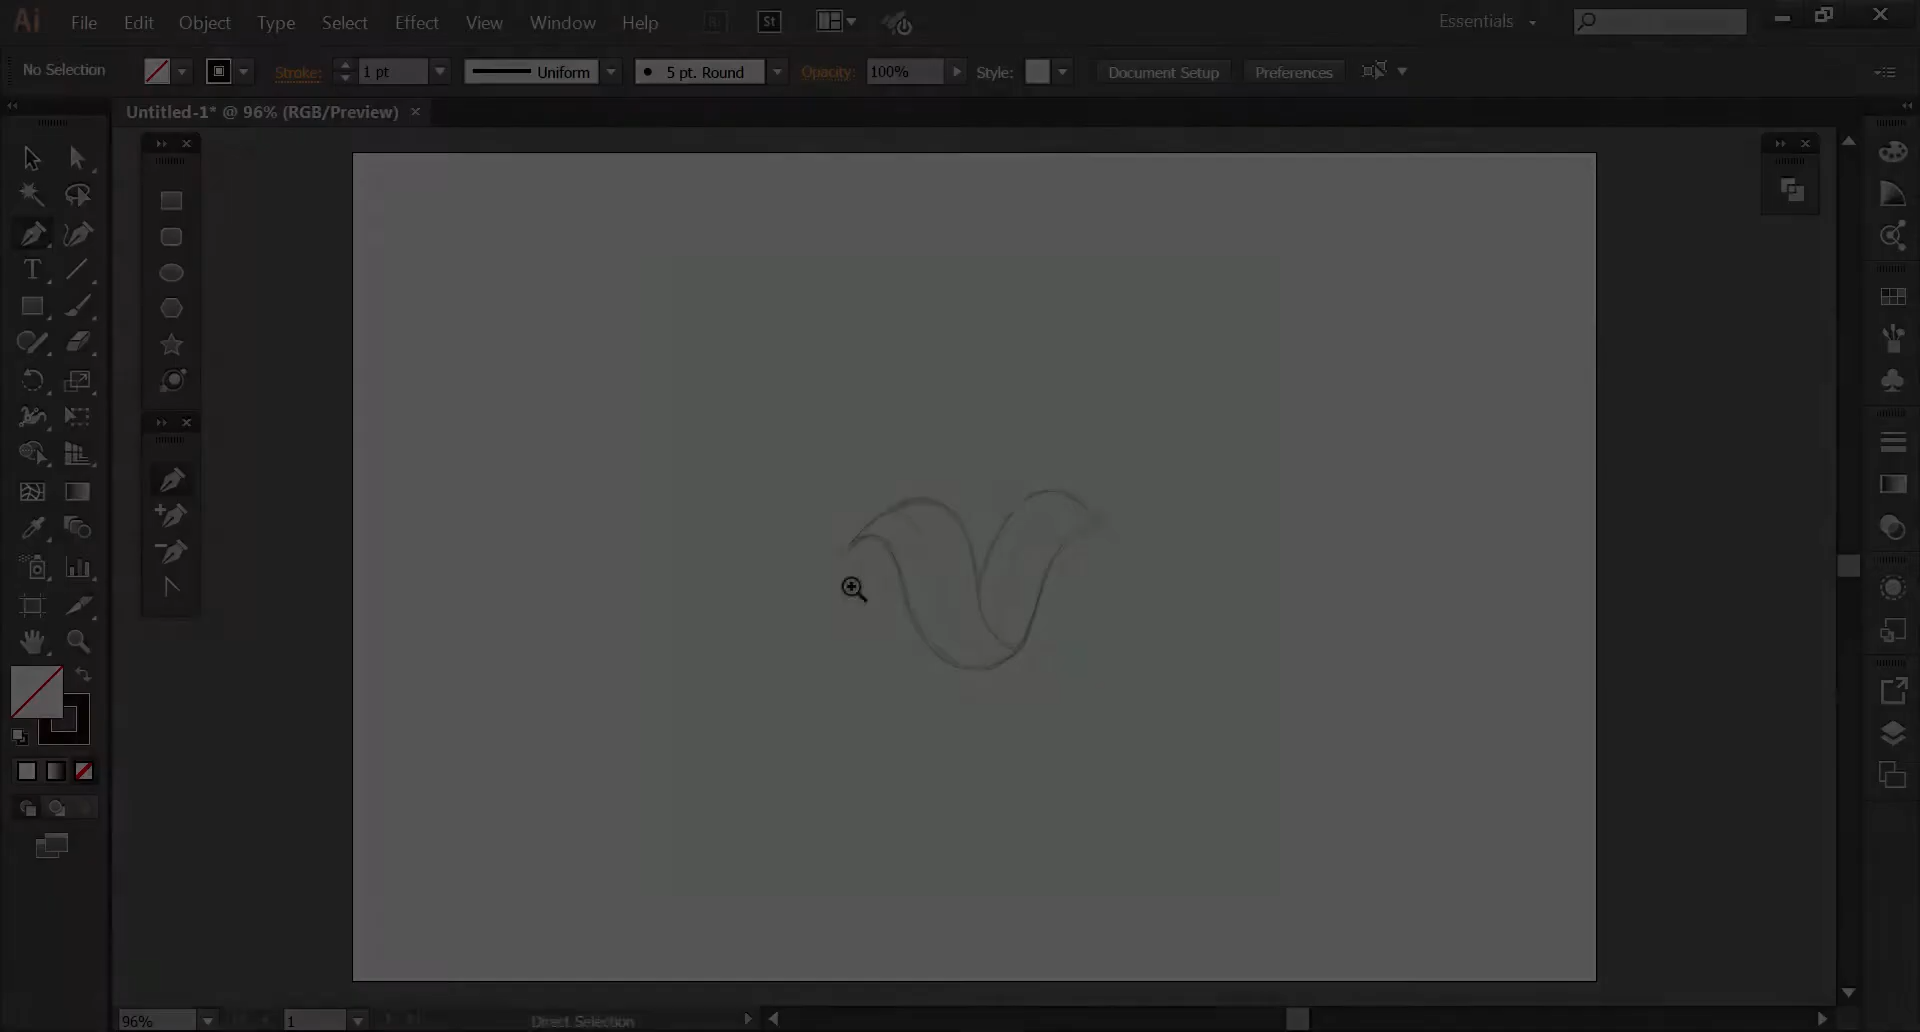 Ai File Edit Object Type Select Effect View Window Help Br St Essentials
No Selection Stroke: 1 pt Uniform 5 pt. Round Opacity: 100% Style: Document Setup Preferences
Untitled-1* @ 96% (RGB/Preview)
T
96% 1 Direct Selection